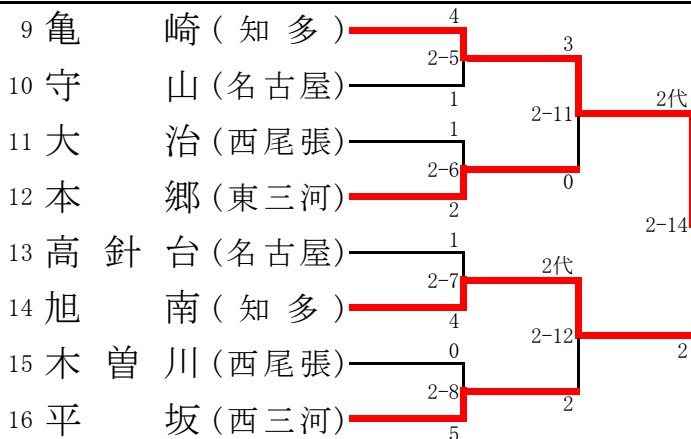 9 亀崎(知多)
4
2-5
3
10 守山(名古屋)
1
2-11
2代
11 大治(西尾張)
1
2-6
0
12 本郷(東三河)
2
2-14
13 高針台(名古屋)
1
2-7
2代
14 旭南(知多)
4
2-12
2
15 木曽川(西尾張)
0
2-8
2
16 平坂(西三河)
5